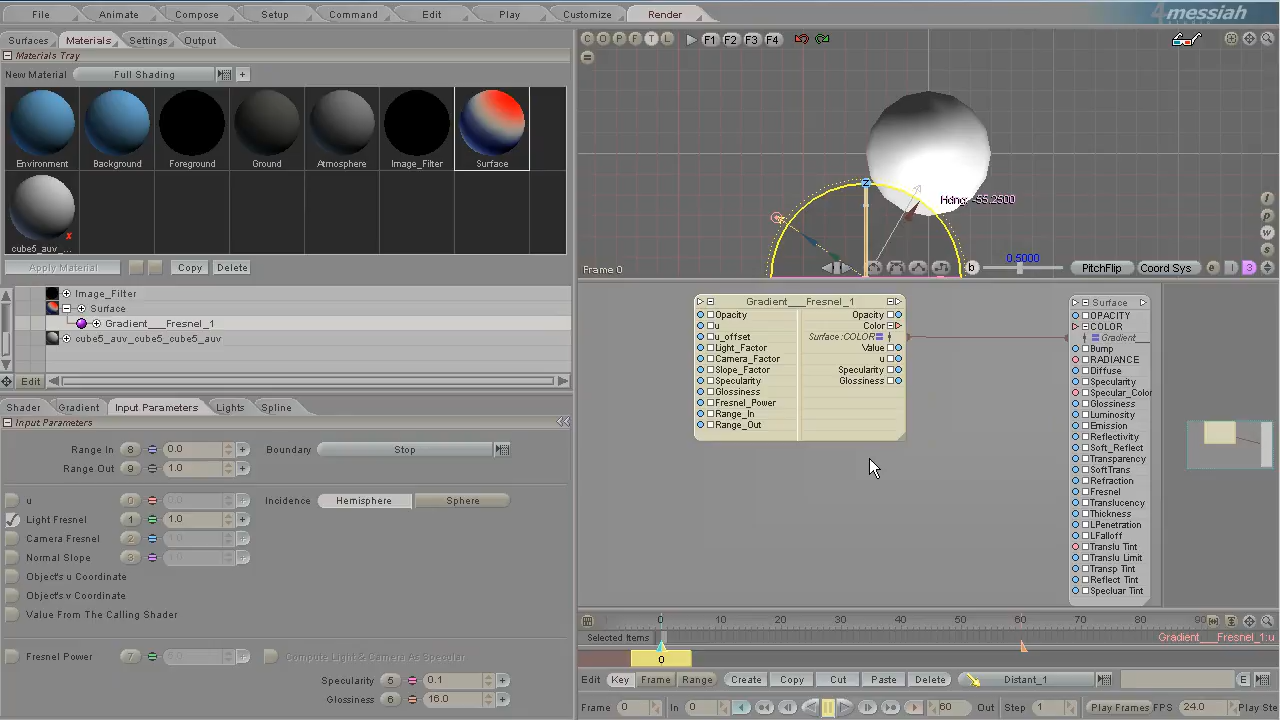 File Animate Compose Setup Command Edit Play Customize Render 4messiah
Surfaces Materials Settings Output
Materials Tray
New Material Full Shading +
Environment Background Foreground Ground Atmosphere Image_Filter Surface
cube5_auv_...
Apply Material Copy Delete
Image_Filter
Surface
Gradient___Fresnel_1
cube5_auv_cube5_cube5_auv
Edit
Shader Gradient Input Parameters Lights Spline
Input Parameters
Range In 8 0.0 Boundary Stop
Range Out 9 1.0
u 0 0.0 Incidence Hemisphere Sphere
Light Fresnel 1 1.0
Camera Fresnel 2 1.0
Normal Slope 3 1.0
Object's u Coordinate
Object's v Coordinate
Value From The Calling Shader
Fresnel Power 7 Compute Light & Camera As Specular
Specularity 5 0.1
Glossiness 6 16.0
C O P F T L F1 F2 F3 F4
Z
Hdng: -55.2500
Frame 0 b 0.5000 PitchFlip Coord Sys e 3
f
p
w
s
Gradient___Fresnel_1
Opacity Opacity
u Color
u_offset Surface::COLOR
Light_Factor Value
Camera_Factor u
Slope_Factor Specularity
Specularity Glossiness
Glossiness
Fresnel_Power
Range_In
Range_Out
Surface
OPACITY
COLOR
Gradient
Bump
RADIANCE
Diffuse
Specularity
Specular_Color
Glossiness
Luminosity
Emission
Reflectivity
Soft_Reflect
Transparency
SoftTrans
Refraction
Fresnel
Translucency
Thickness
LPenetration
LFalloff
Translu Tint
Translu Limit
Transp Tint
Reflect Tint
Specluar Tint
0 10 20 30 40 50 60 70 80 90
Selected Items Gradient___Fresnel_1:u
0
Edit Key Frame Range Create Copy Cut Paste Delete Distant_1 E
Frame 0 In 0 60 Out Step 1 Play Frames FPS 24.0 Play Ste